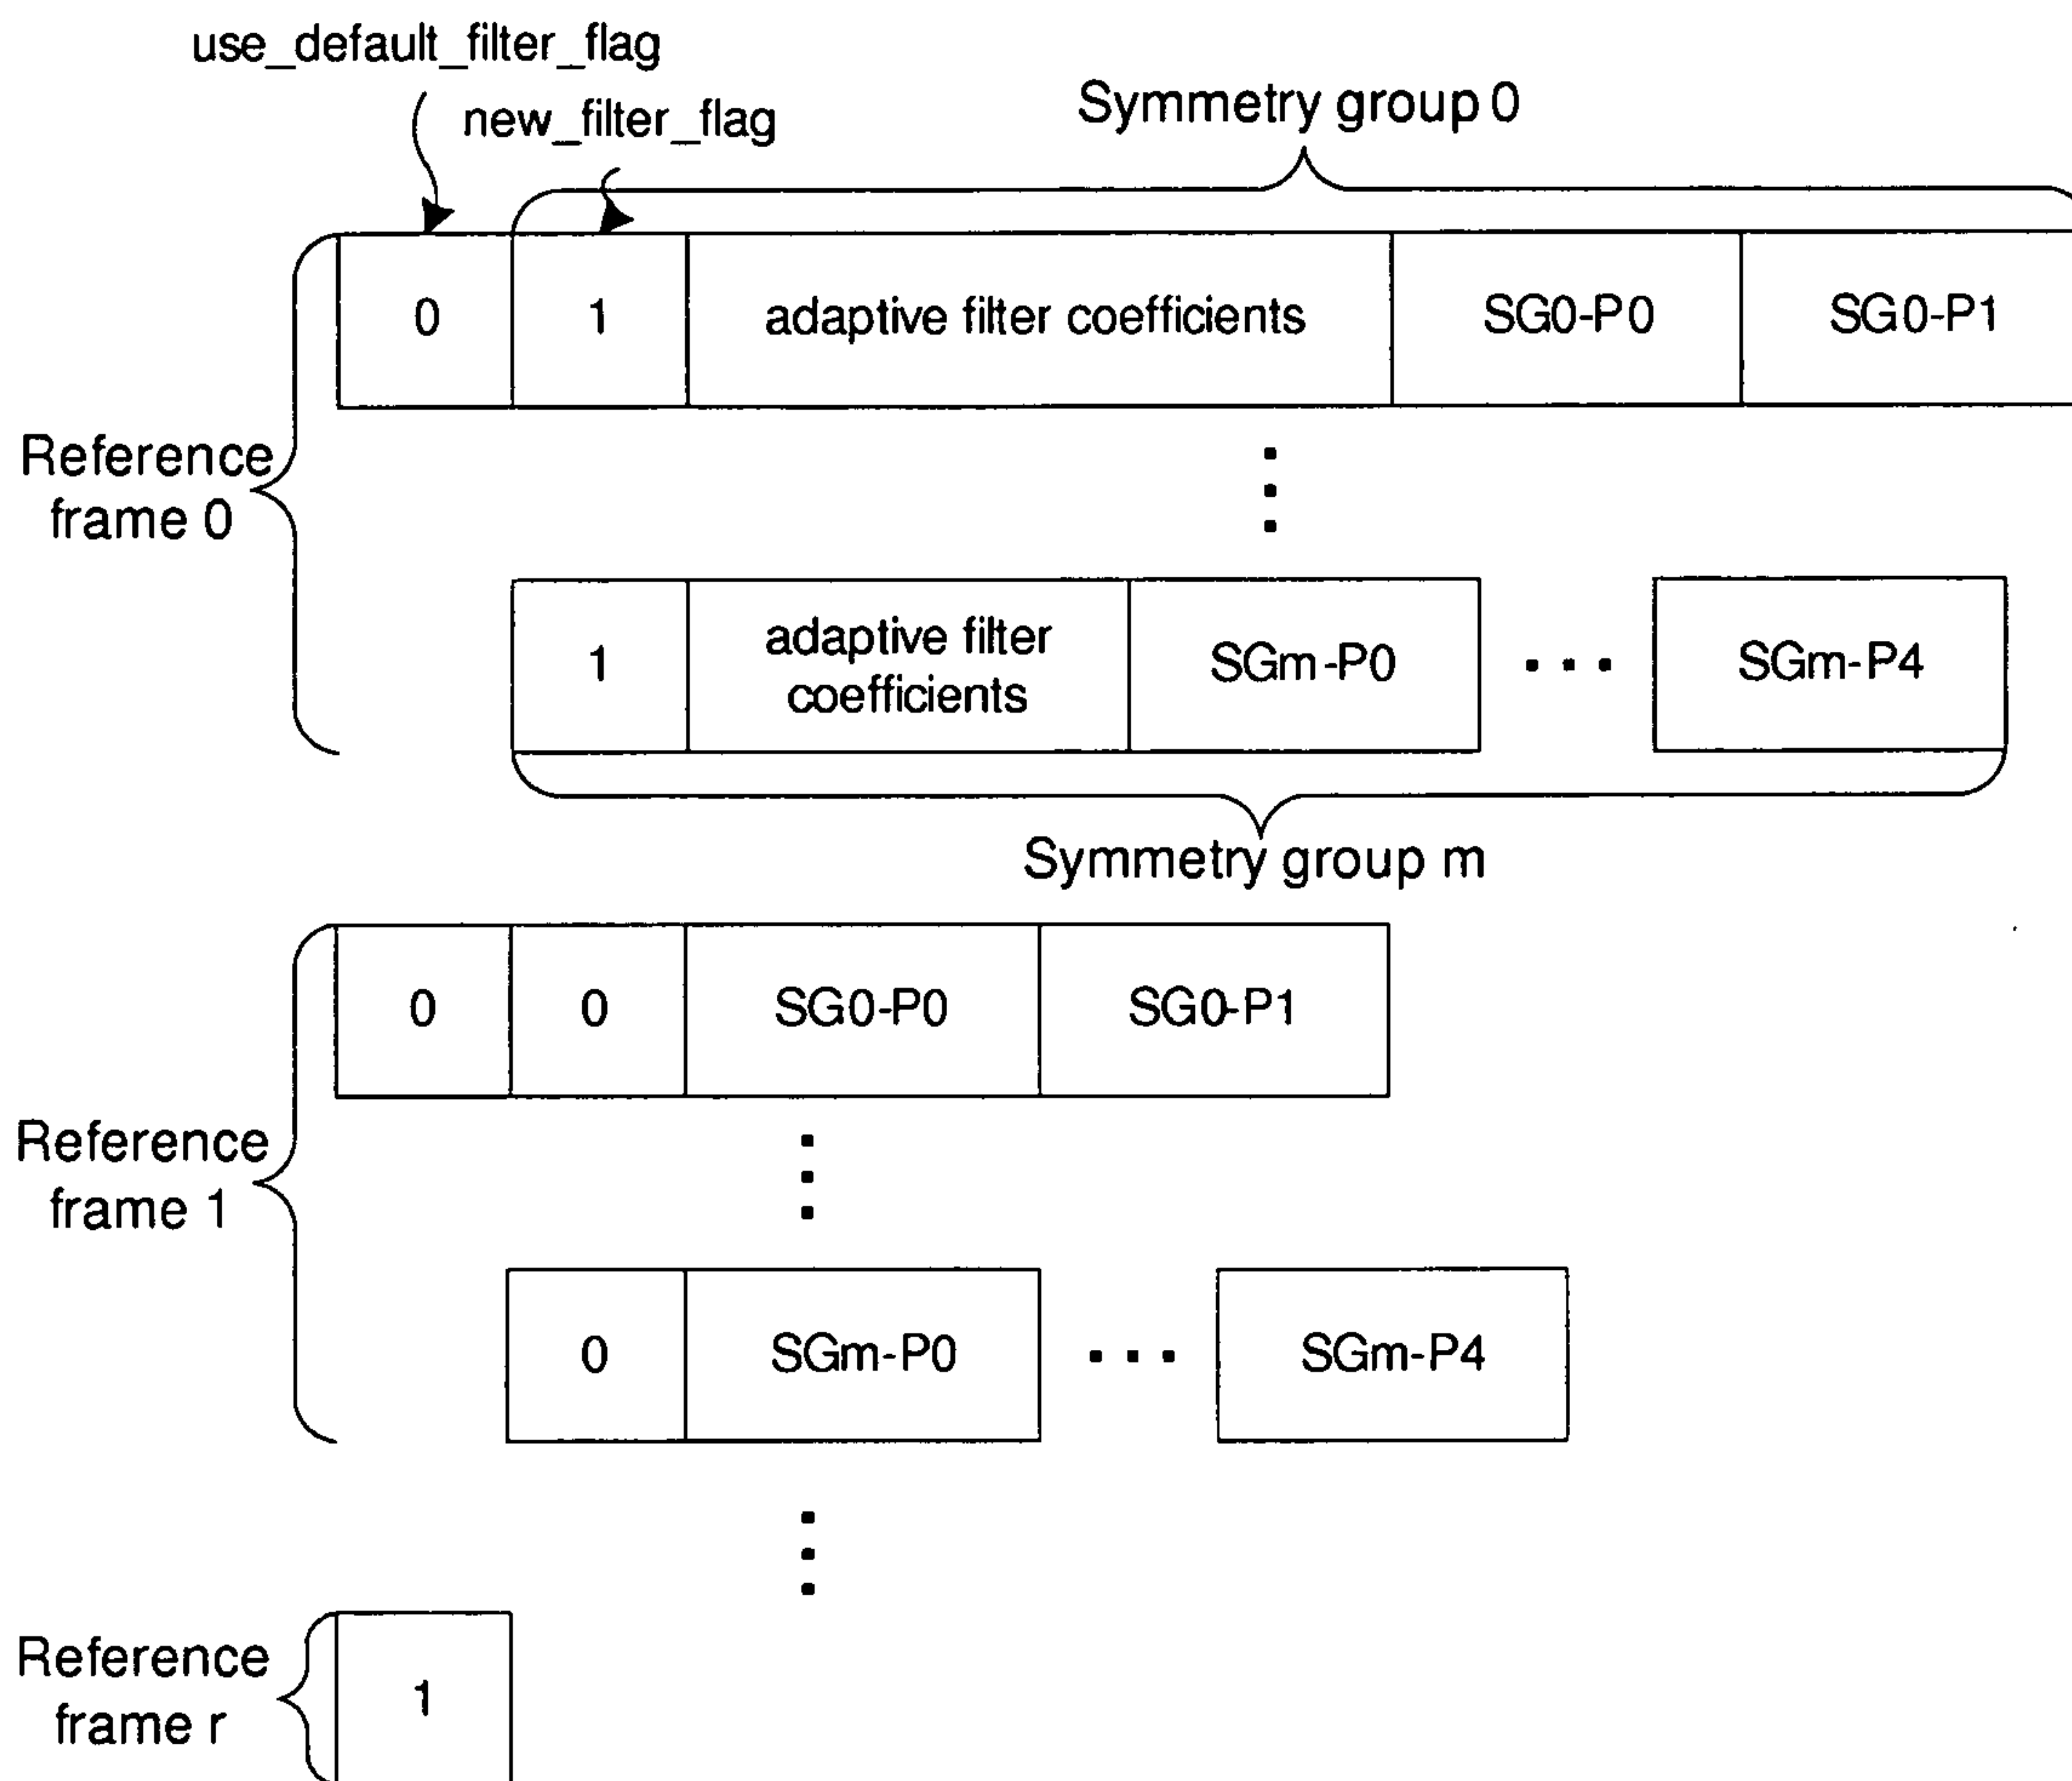 use_default_filter_flag
new_filter_flag
Symmetry group 0
0 1 adaptive filter coefficients SG0-P0 SG0-P1
Reference
frame 0
1 adaptive filter
coefficients SGm-P0 SGm-P4
Symmetry group m
0 0 SG0-P0 SG0-P1
Reference
frame 1
0 SGm-P0 SGm-P4
Reference
frame r
1